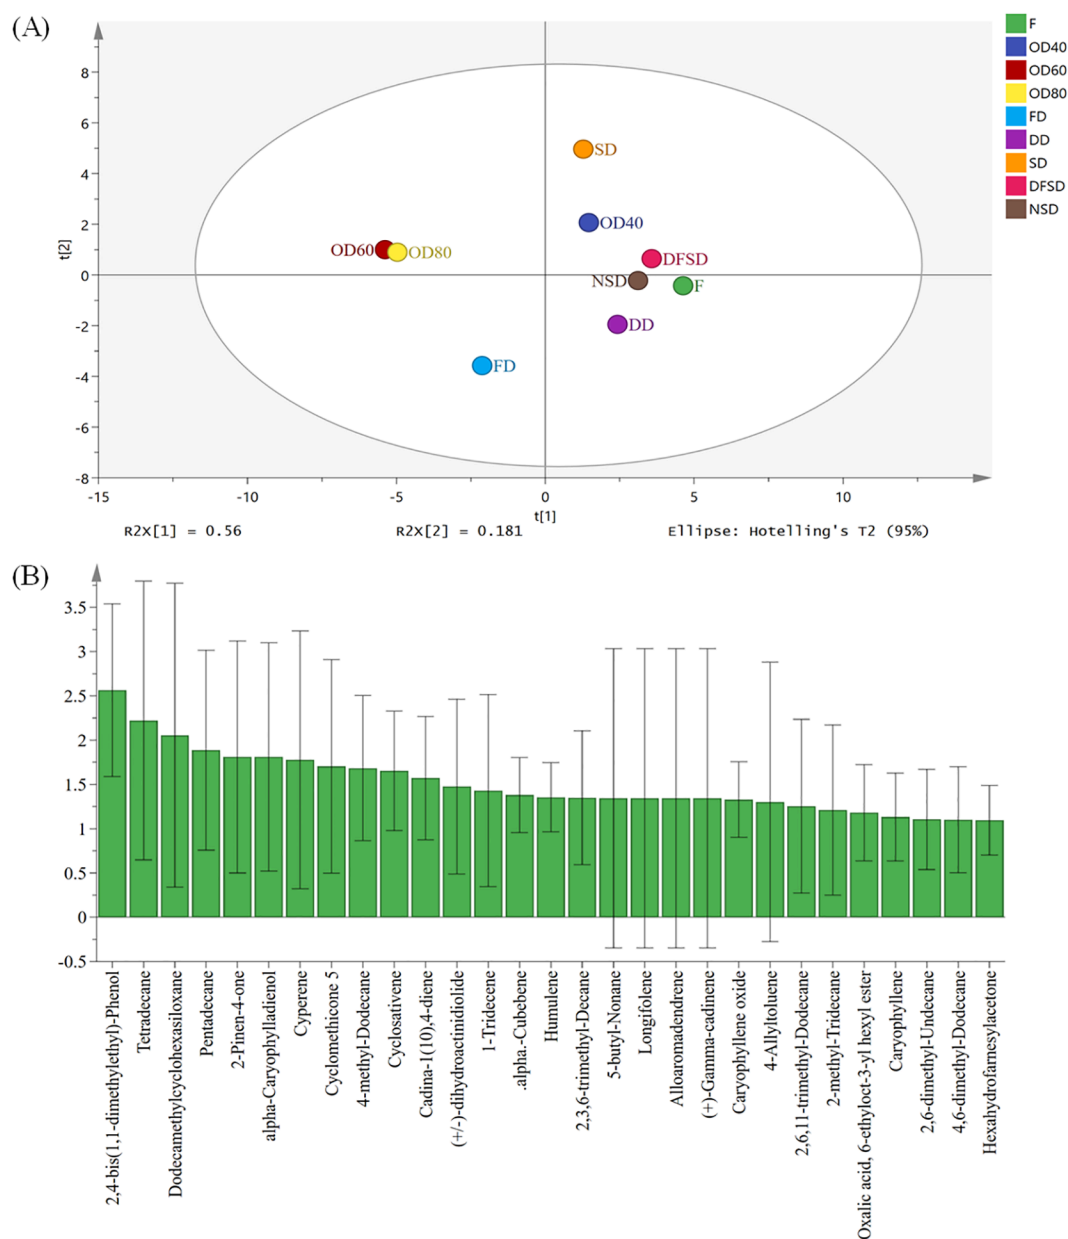 (A)
F
OD40
OD60
OD80
FD
DD
SD
DFSD
NSD
8
6
4
2
0
-2
-4
-6
-8
t[2]
SD
OD40
OD60
OD80
DFSD
NSD
F
DD
FD
-15
-10
-5
0
5
10
t[1]
R2X[1] = 0.56
R2X[2] = 0.181
Ellipse: Hotelling's T2 (95%)
(B)
3.5
3
2.5
2
1.5
1
0.5
0
-0.5
2,4-bis(1,1-dimethylethyl)-Phenol
Tetradecane
Dodecamethylcyclohexasiloxane
Pentadecane
2-Pinen-4-one
alpha-Caryophylladienol
Cyperene
Cyclomethicone 5
4-methyl-Dodecane
Cyclosativene
Cadina-1(10),4-diene
(+/-)-dihydroactinidiolide
1-Tridecene
.alpha.-Cubebene
Humulene
2,3,6-trimethyl-Decane
5-butyl-Nonane
Longifolene
Alloaromadendrene
(+)-Gamma-cadinene
Caryophyllene oxide
4-Allyltoluene
2,6,11-trimethyl-Dodecane
2-methyl-Tridecane
Oxalic acid, 6-ethyloct-3-yl hexyl ester
Caryophyllene
2,6-dimethyl-Undecane
4,6-dimethyl-Dodecane
Hexahydrofarnesylacetone